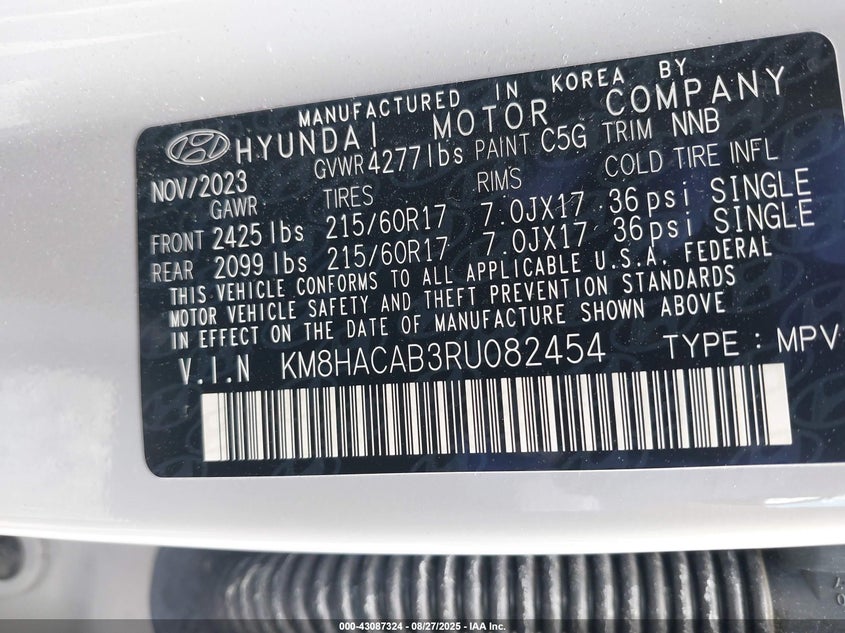 MANUFACTURED IN KOREA BY
HYUNDAI MOTOR COMPANY
NOV/2023 GVWR 4277 lbs PAINT C5G TRIM NNB
GAWR TIRES RIMS COLD TIRE INFL
FRONT 2425 lbs 215/60R17 7.0JX17 36 psi SINGLE
REAR 2099 lbs 215/60R17 7.0JX17 36 psi SINGLE
THIS VEHICLE CONFORMS TO ALL APPLICABLE U.S.A. FEDERAL
MOTOR VEHICLE SAFETY AND THEFT PREVENTION STANDARDS
IN EFFECT ON THE DATE OF MANUFACTURE SHOWN ABOVE
V.I.N KM8HACAB3RU082454 TYPE : MPV
000-43087324 - 08/27/2025 - IAA Inc.